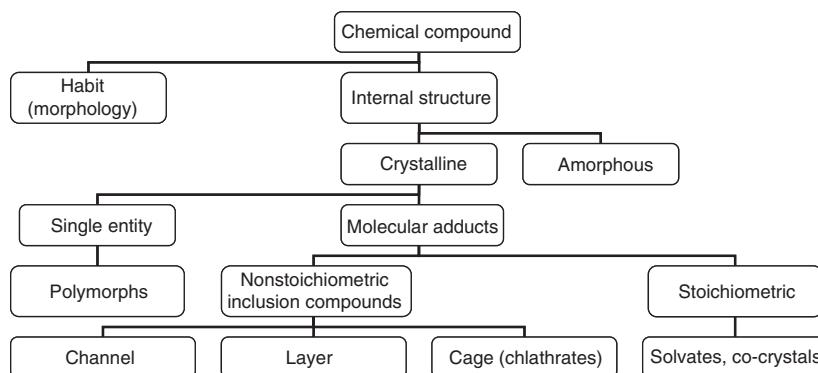 Chemical compound
Habit
(morphology)
Internal structure
Crystalline
Amorphous
Single entity
Molecular adducts
Polymorphs
Nonstoichiometric
inclusion compounds
Stoichiometric
Channel
Layer
Cage (chlathrates)
Solvates, co-crystals